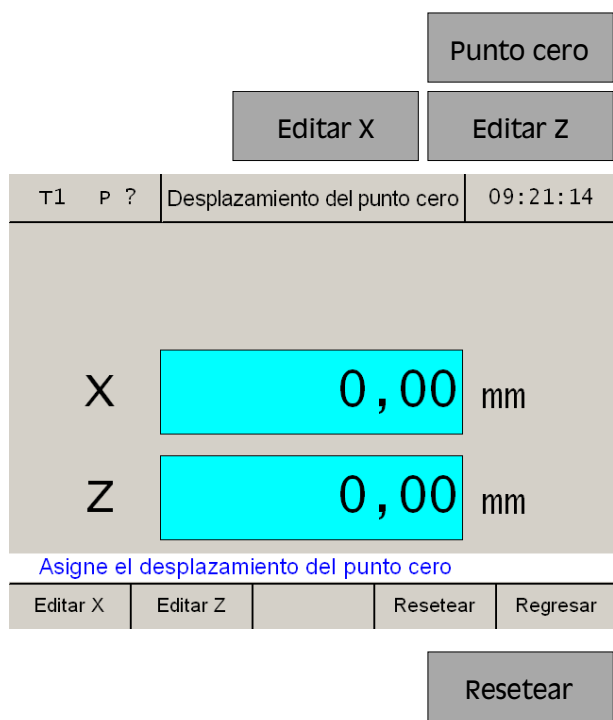 Punto cero
Editar X Editar Z
T1 P ? Desplazamiento del punto cero 09:21:14
X 0,00 mm
Z 0,00 mm
Asigne el desplazamiento del punto cero
Editar X Editar Z Resetear Regresar
Resetear